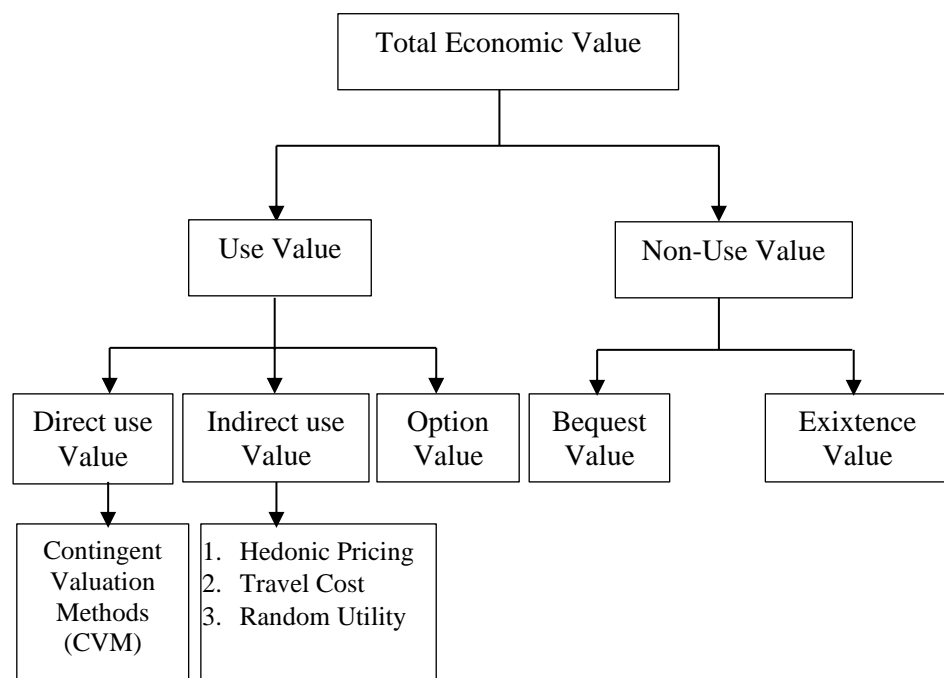 Total Economic Value
Use Value
Non-Use Value
Direct use
Value
Indirect use
Value
Option
Value
Bequest
Value
Exixtence
Value
Contingent
Valuation
Methods
(CVM)
1. Hedonic Pricing
2. Travel Cost
3. Random Utility